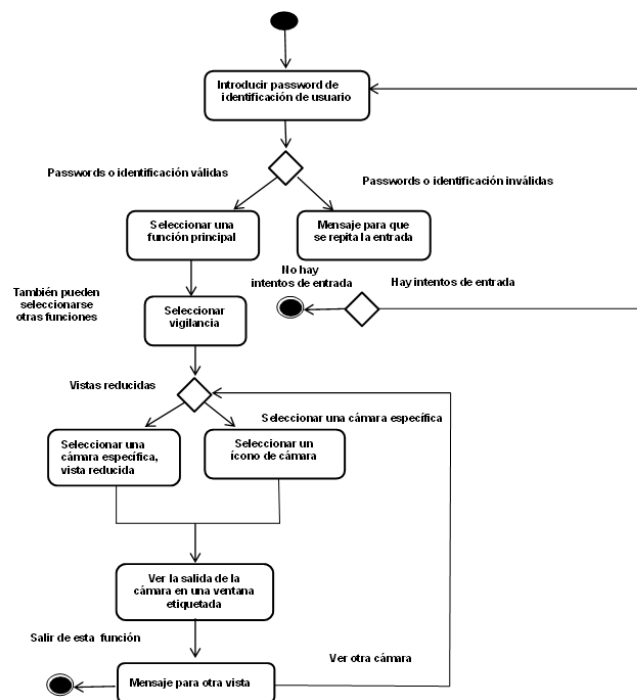 Introducir password de
identificación de usuario
Passwords o identificación válidas
Passwords o identificación inválidas
Seleccionar una
función principal
Mensaje para que
se repita la entrada
También pueden
seleccionarse
otras funciones
Seleccionar
vigilancia
No hay
intentos de entrada
Hay intentos de entrada
Vistas reducidas
Seleccionar una cámara específica
Seleccionar una
cámara específica,
vista reducida
Seleccionar un
ícono de cámara
Ver la salida de la
cámara en una ventana
etiquetada
Salir de esta función
Ver otra cámara
Mensaje para otra vista